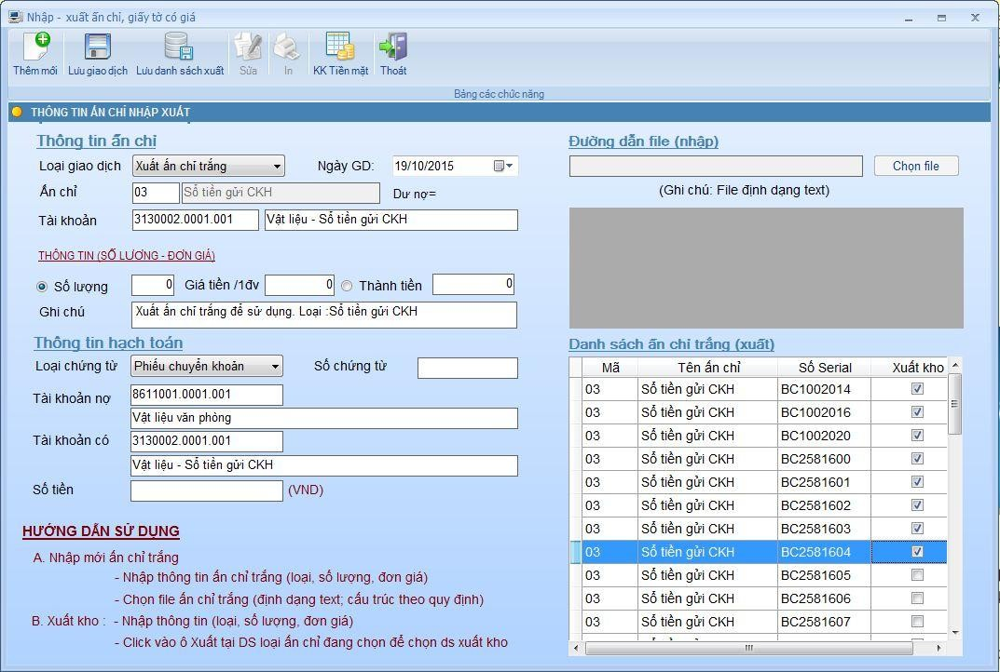 Nhập - xuất ấn chỉ, giấy tờ có giá
Thêm mới Lưu giao dịch Lưu danh sách xuất Sửa In KK Tiền mặt Thoát
Bảng các chức năng
THÔNG TIN ẤN CHỈ NHẬP XUẤT
Thông tin ấn chỉ
Loại giao dịch Xuất ấn chỉ trắng Ngày GD: 19/10/2015
Ấn chỉ 03 Sổ tiền gửi CKH Dư nợ=
Tài khoản 3130002.0001.001 Vật liệu - Sổ tiền gửi CKH
THÔNG TIN (SỐ LƯỢNG - ĐƠN GIÁ)
Số lượng 0 Giá tiền /1đv 0 Thành tiền 0
Ghi chú Xuất ấn chỉ trắng để sử dụng. Loại :Sổ tiền gửi CKH
Thông tin hạch toán
Loại chứng từ Phiếu chuyển khoản Số chứng từ
Tài khoản nợ 8611001.0001.001
Vật liệu văn phòng
Tài khoản có 3130002.0001.001
Vật liệu - Sổ tiền gửi CKH
Số tiền (VND)
HƯỚNG DẪN SỬ DỤNG
A. Nhập mới ấn chỉ trắng
- Nhập thông tin ấn chỉ trắng (loại, số lượng, đơn giá)
- Chọn file ấn chỉ trắng (định dạng text; cấu trúc theo quy định)
B. Xuất kho : - Nhập thông tin (loại, số lượng, đơn giá)
- Click vào ô Xuất tại DS loại ấn chỉ đang chọn để chọn ds xuất kho
Đường dẫn file (nhập)
Chọn file
(Ghi chú: File định dạng text)
Danh sách ấn chỉ trắng (xuất)
Mã Tên ấn chỉ Số Serial Xuất kho
03 Sổ tiền gửi CKH BC1002014
03 Sổ tiền gửi CKH BC1002016
03 Sổ tiền gửi CKH BC1002020
03 Sổ tiền gửi CKH BC2581600
03 Sổ tiền gửi CKH BC2581601
03 Sổ tiền gửi CKH BC2581602
03 Sổ tiền gửi CKH BC2581603
03 Sổ tiền gửi CKH BC2581604
03 Sổ tiền gửi CKH BC2581605
03 Sổ tiền gửi CKH BC2581606
03 Sổ tiền gửi CKH BC2581607